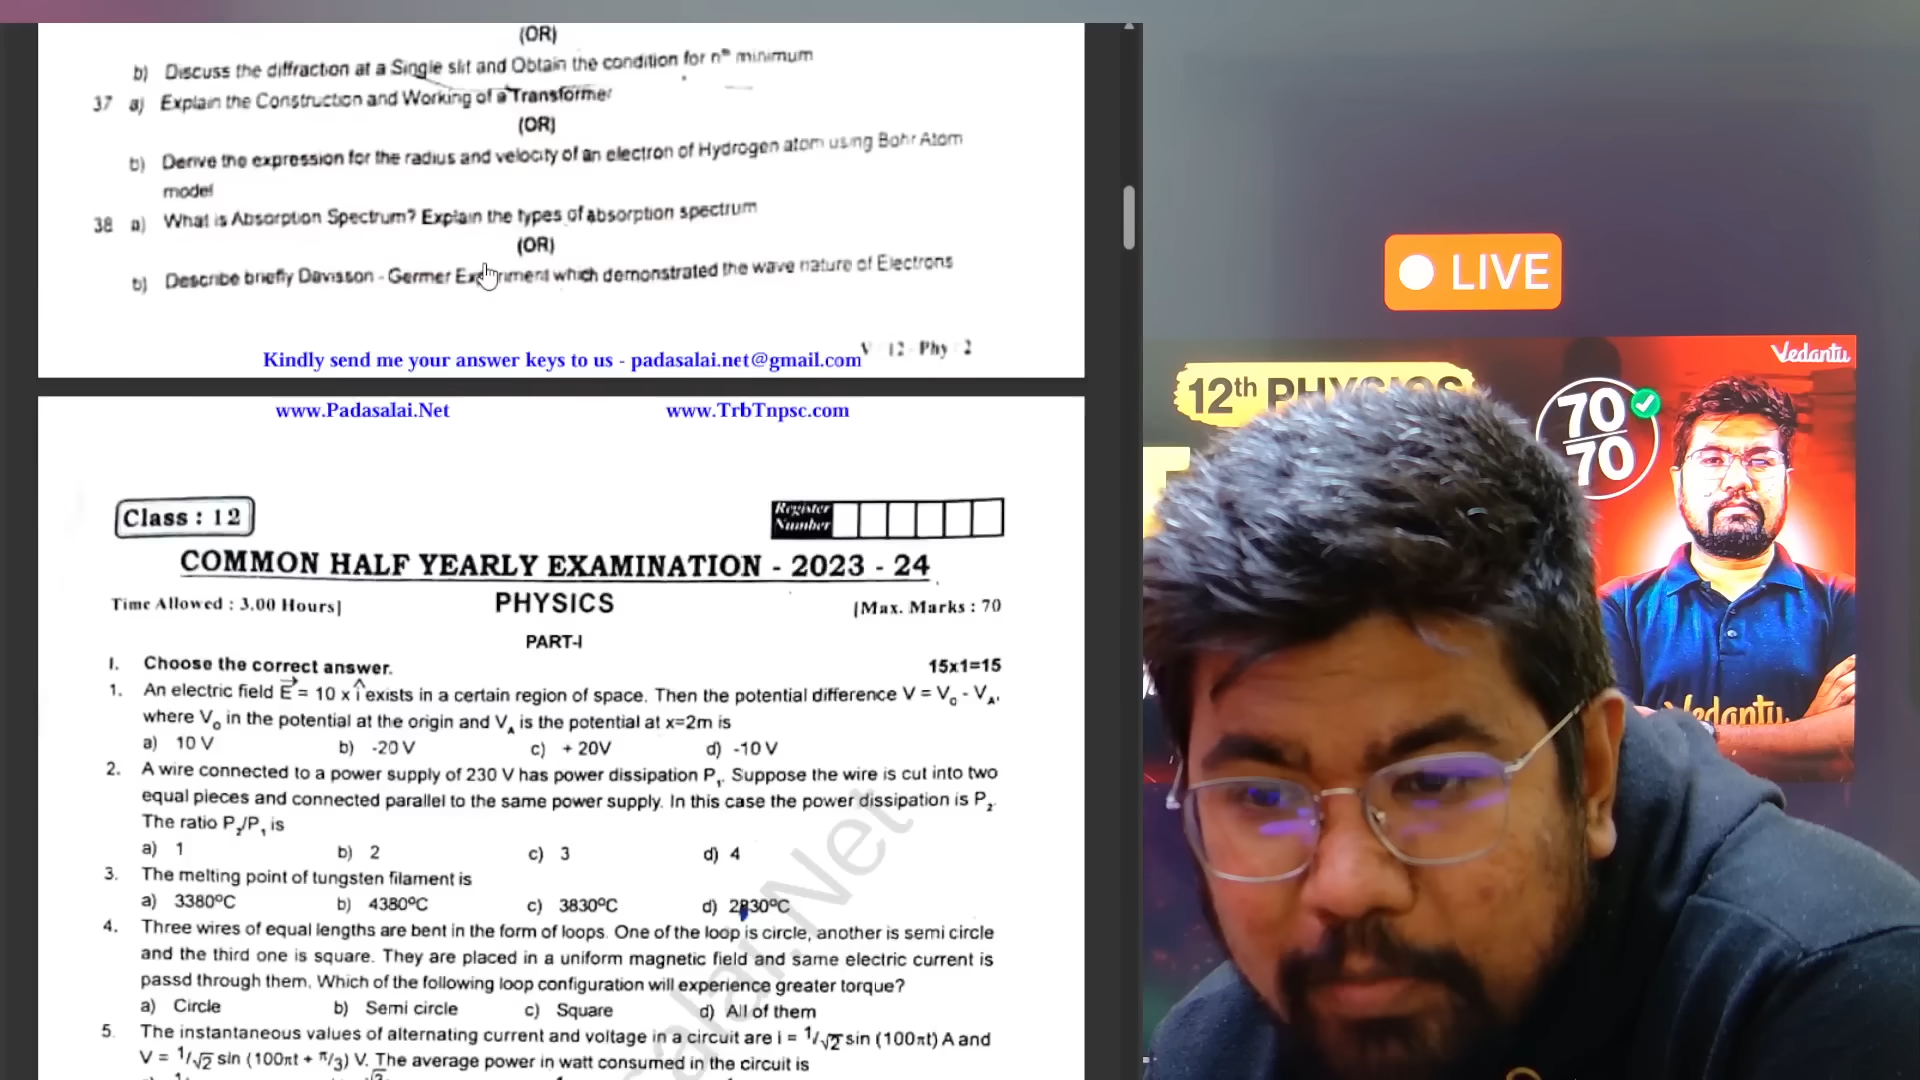 (OR)
b) Discuss the diffraction at a Single slit and Obtain the condition for nᵗʰ minimum
37 a) Explain the Construction and Working of a Transformer
(OR)
b) Derive the expression for the radius and velocity of an electron of Hydrogen atom using Bohr Atom
model
38 a) What is Absorption Spectrum? Explain the types of absorption spectrum
(OR)
b) Describe briefly Davisson - Germer Experiment which demonstrated the wave nature of Electrons
V 12 Phy 2
Kindly send me your answer keys to us - padasalai.net@gmail.com
www.Padasalai.Net www.TrbTnpsc.com
Class : 12
Register
Number
COMMON HALF YEARLY EXAMINATION - 2023 - 24
Time Allowed : 3.00 Hours]
PHYSICS
[Max. Marks : 70
PART-I
I. Choose the correct answer. 15x1=15
1. An electric field E⃗ = 10 x î exists in a certain region of space. Then the potential difference V = V₀ - V_A,
where V₀ in the potential at the origin and V_A is the potential at x=2m is
a) 10 V b) -20 V c) + 20V d) -10 V
2. A wire connected to a power supply of 230 V has power dissipation P₁. Suppose the wire is cut into two
equal pieces and connected parallel to the same power supply. In this case the power dissipation is P₂.
The ratio P₂/P₁ is
a) 1 b) 2 c) 3 d) 4
3. The melting point of tungsten filament is
a) 3380ºC b) 4380ºC c) 3830ºC d) 2830ºC
4. Three wires of equal lengths are bent in the form of loops. One of the loop is circle, another is semi circle
and the third one is square. They are placed in a uniform magnetic field and same electric current is
passd through them. Which of the following loop configuration will experience greater torque?
a) Circle b) Semi circle c) Square d) All of them
5. The instantaneous values of alternating current and voltage in a circuit are i = 1/√2 sin (100πt) A and
V = 1/√2 sin (100πt + π/3) V. The average power in watt consumed in the circuit is
LIVE
Vedantu
12th PHYSICS
70
70
Vedantu